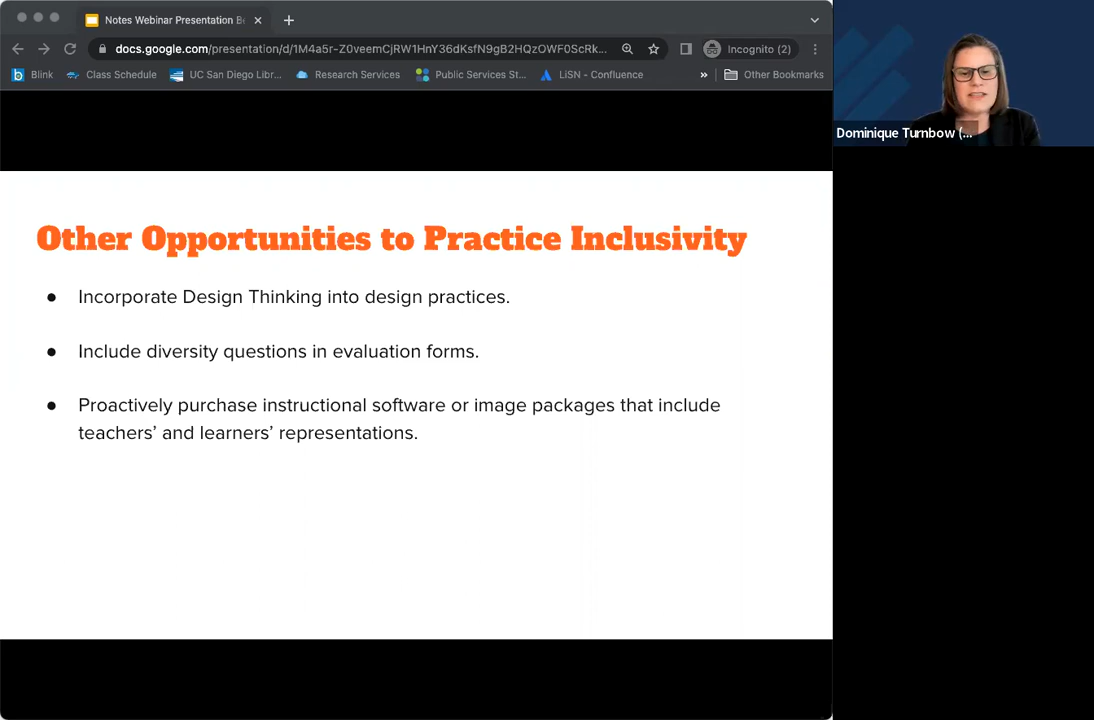 Notes Webinar Presentation Be
docs.google.com/presentation/d/1M4a5r-Z0veemCjRW1HnY36dKsfN9gB2HQzOWF0ScRk...
Incognito (2)
Blink
Class Schedule
UC San Diego Libr...
Research Services
Public Services St...
LiSN - Confluence
»
Other Bookmarks
Dominique Turnbow (...
Other Opportunities to Practice Inclusivity
● Incorporate Design Thinking into design practices.
● Include diversity questions in evaluation forms.
● Proactively purchase instructional software or image packages that include
teachers’ and learners’ representations.